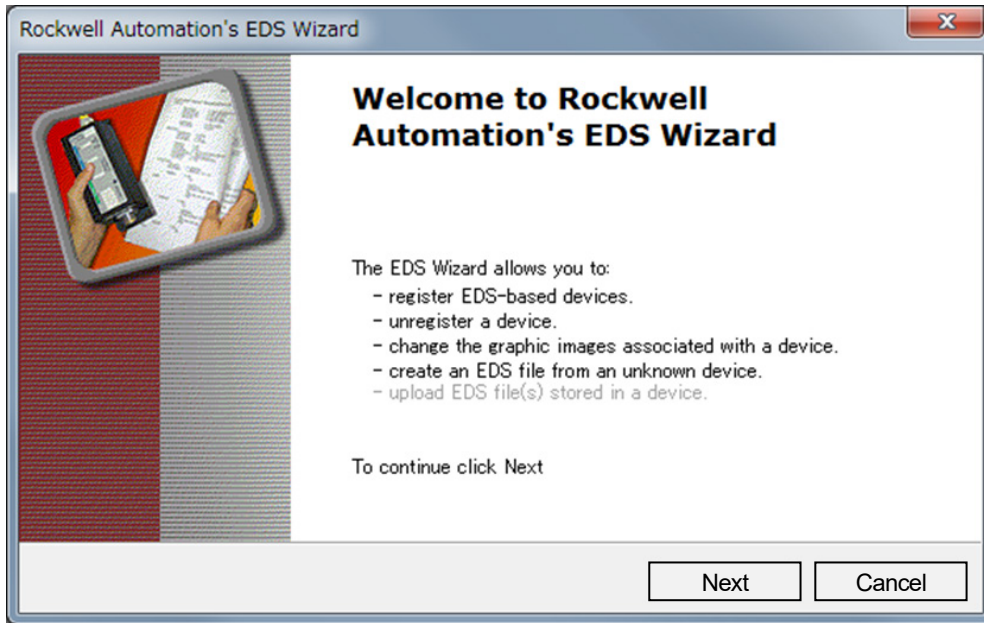 Rockwell Automation's EDS Wizard
Welcome to Rockwell
Automation's EDS Wizard
The EDS Wizard allows you to:
- register EDS-based devices.
- unregister a device.
- change the graphic images associated with a device.
- create an EDS file from an unknown device.
- upload EDS file(s) stored in a device.
To continue click Next
Next
Cancel